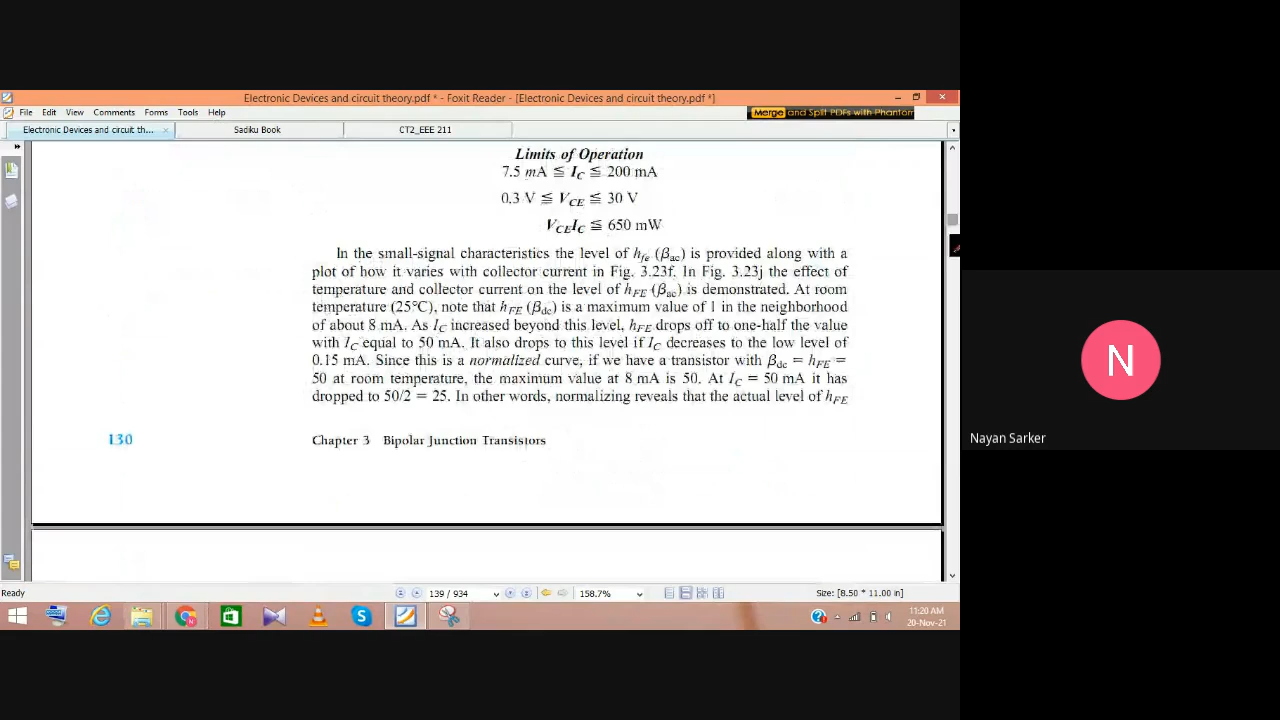 Electronic Devices and circuit theory.pdf * - Foxit Reader - [Electronic Devices and circuit theory.pdf *]
File Edit View Comments Forms Tools Help
Merge and Split PDFs with Phantom
Electronic Devices and circuit th... Sadiku Book CT2_EEE 211
Limits of Operation
7.5 mA ≦ I_C ≦ 200 mA
0.3 V ≦ V_CE ≦ 30 V
V_CE I_C ≦ 650 mW
In the small-signal characteristics the level of h_fe (β_ac) is provided along with a
plot of how it varies with collector current in Fig. 3.23f. In Fig. 3.23j the effect of
temperature and collector current on the level of h_FE (β_ac) is demonstrated. At room
temperature (25°C), note that h_FE (β_dc) is a maximum value of 1 in the neighborhood
of about 8 mA. As I_C increased beyond this level, h_FE drops off to one-half the value
with I_C equal to 50 mA. It also drops to this level if I_C decreases to the low level of
0.15 mA. Since this is a normalized curve, if we have a transistor with β_dc = h_FE =
50 at room temperature, the maximum value at 8 mA is 50. At I_C = 50 mA it has
dropped to 50/2 = 25. In other words, normalizing reveals that the actual level of h_FE
130 Chapter 3 Bipolar Junction Transistors
N
Nayan Sarker
Ready 139 / 934 158.7% Size: [8.50 * 11.00 in]
11:20 AM
20-Nov-21